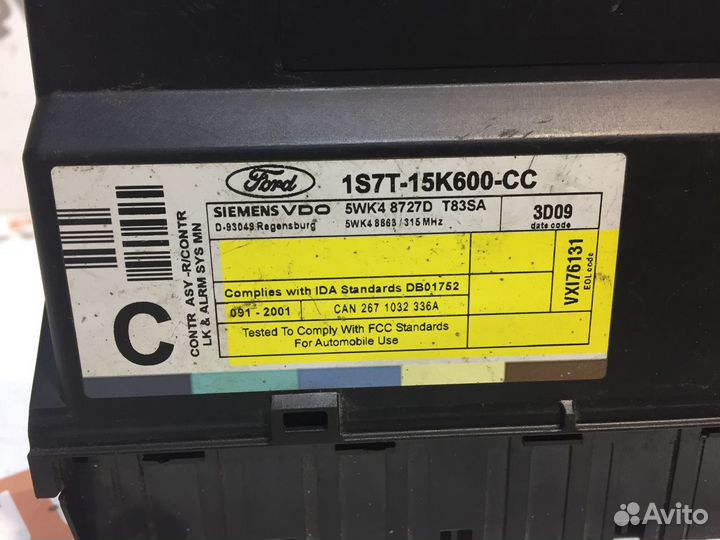 Ford
1S7T-15K600-CC
SIEMENS VDO 5WK4 8727D T83SA
D-93049 Regensburg 5WK4 8863 / 315 MHz
3D09
date code
Complies with IDA Standards DB01752
091 - 2001 CAN 267 1032 336A
Tested To Comply With FCC Standards
For Automobile Use
VXI76131
EOL code
C
CONTR ASY -R/CONTR
LK & ALRM SYS MN
Avito